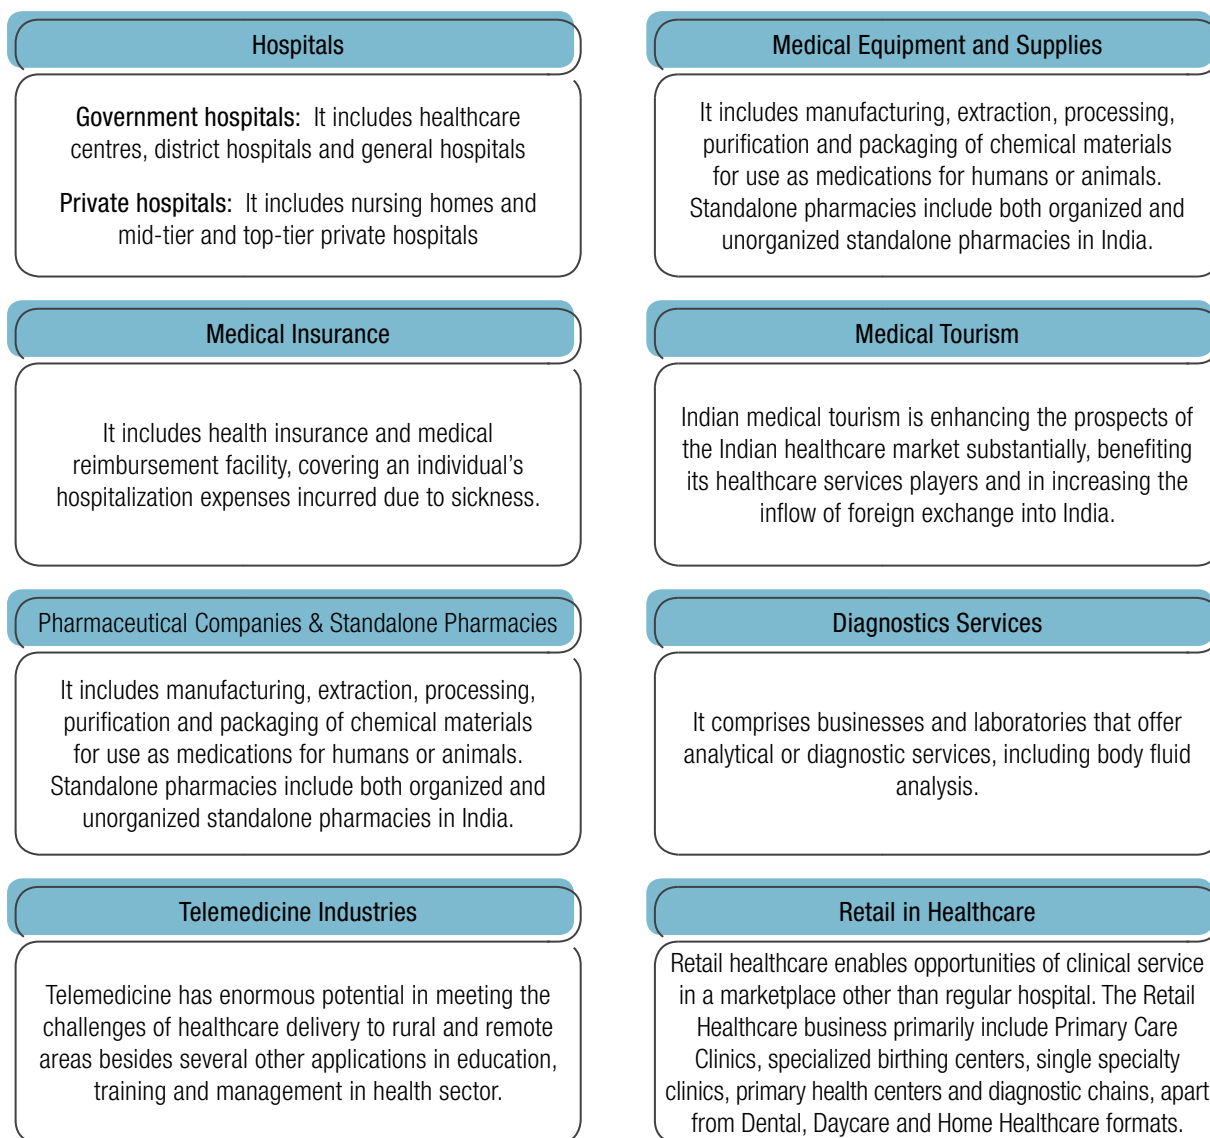 Hospitals
Government hospitals: It includes healthcare
centres, district hospitals and general hospitals
Private hospitals: It includes nursing homes and
mid-tier and top-tier private hospitals
Medical Equipment and Supplies
It includes manufacturing, extraction, processing,
purification and packaging of chemical materials
for use as medications for humans or animals.
Standalone pharmacies include both organized and
unorganized standalone pharmacies in India.
Medical Insurance
It includes health insurance and medical
reimbursement facility, covering an individual’s
hospitalization expenses incurred due to sickness.
Medical Tourism
Indian medical tourism is enhancing the prospects of
the Indian healthcare market substantially, benefiting
its healthcare services players and in increasing the
inflow of foreign exchange into India.
Pharmaceutical Companies & Standalone Pharmacies
It includes manufacturing, extraction, processing,
purification and packaging of chemical materials
for use as medications for humans or animals.
Standalone pharmacies include both organized and
unorganized standalone pharmacies in India.
Diagnostics Services
It comprises businesses and laboratories that offer
analytical or diagnostic services, including body fluid
analysis.
Telemedicine Industries
Telemedicine has enormous potential in meeting the
challenges of healthcare delivery to rural and remote
areas besides several other applications in education,
training and management in health sector.
Retail in Healthcare
Retail healthcare enables opportunities of clinical service
in a marketplace other than regular hospital. The Retail
Healthcare business primarily include Primary Care
Clinics, specialized birthing centers, single specialty
clinics, primary health centers and diagnostic chains, apart
from Dental, Daycare and Home Healthcare formats.